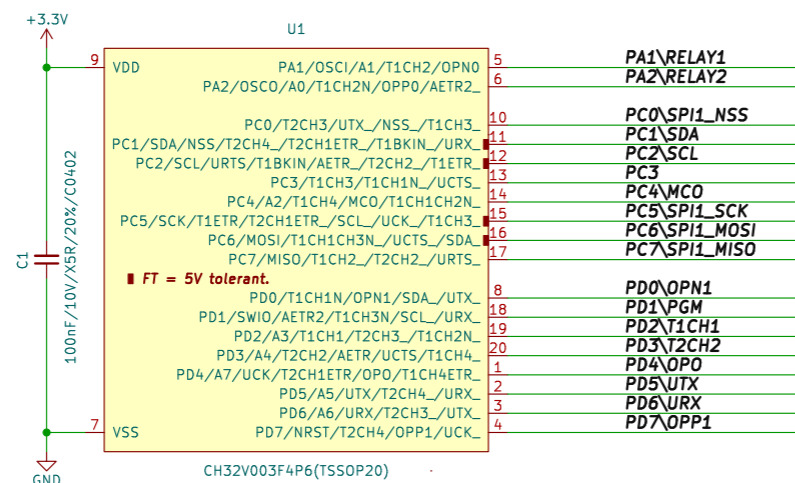 +3.3V
U1
9 VDD
PA1/OSCI/A1/T1CH2/OPN0 5 PA1\RELAY1
PA2/OSCO/A0/T1CH2N/OPP0/AETR2_ 6 PA2\RELAY2
PC0/T2CH3/UTX_/NSS_/T1CH3_ 10 PC0\SPI1_NSS
PC1/SDA/NSS/T2CH4_/T2CH1ETR_/T1BKIN_/URX_ 11 PC1\SDA
PC2/SCL/URTS/T1BKIN/AETR_/T2CH2_/T1ETR_ 12 PC2\SCL
PC3/T1CH3/T1CH1N_/UCTS_ 13 PC3
PC4/A2/T1CH4/MCO/T1CH1CH2N_ 14 PC4\MCO
PC5/SCK/T1ETR/T2CH1ETR_/SCL_/UCK_/T1CH3_ 15 PC5\SPI1_SCK
PC6/MOSI/T1CH1CH3N_/UCTS_/SDA_ 16 PC6\SPI1_MOSI
PC7/MISO/T1CH2_/T2CH2_/URTS_ 17 PC7\SPI1_MISO
FT = 5V tolerant.
PD0/T1CH1N/OPN1/SDA_/UTX_ 8 PD0\OPN1
PD1/SWIO/AETR2/T1CH3N/SCL_/URX_ 18 PD1\PGM
PD2/A3/T1CH1/T2CH3_/T1CH2N_ 19 PD2\T1CH1
PD3/A4/T2CH2/AETR/UCTS/T1CH4_ 20 PD3\T2CH2
PD4/A7/UCK/T2CH1ETR/OPO/T1CH4ETR_ 1 PD4\OPO
PD5/A5/UTX/T2CH4_/URX_ 2 PD5\UTX
PD6/A6/URX/T2CH3_/UTX_ 3 PD6\URX
7 VSS
PD7/NRST/T2CH4/OPP1/UCK_ 4 PD7\OPP1
C1
100nF/10V/X5R/20%/C0402
GND
CH32V003F4P6(TSSOP20)